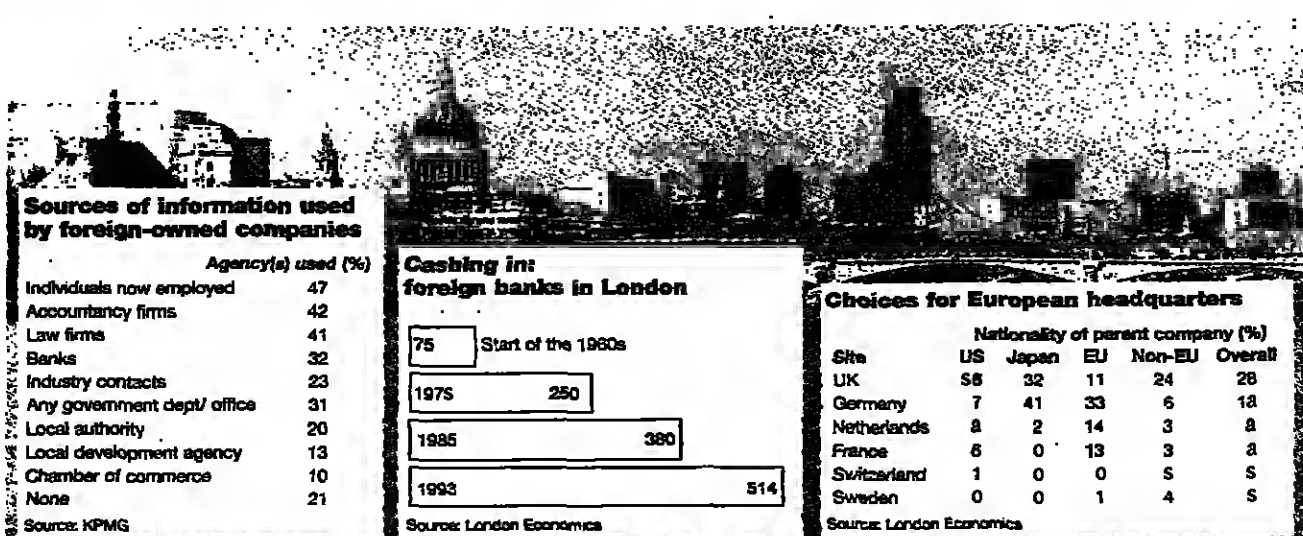 Sources of information used
by foreign-owned companies
Agency(s) used (%)
Individuals now employed 47
Accountancy firms 42
Law firms 41
Banks 32
Industry contacts 23
Any government dept/ office 31
Local authority 20
Local development agency 13
Chamber of commerce 10
None 21
Source: KPMG
Cashing in:
foreign banks in London
75 Start of the 1960s
1975 250
1985 380
1993 514
Source: London Economics
Choices for European headquarters
Nationality of parent company (%)
Site US Japan EU Non-EU Overall
UK 56 32 11 24 28
Germany 7 41 33 6
Netherlands 2 14 3
France 6 0 13 3
Switzerland 1 0 0
Sweden 0 0 1 4
Source: London Economics